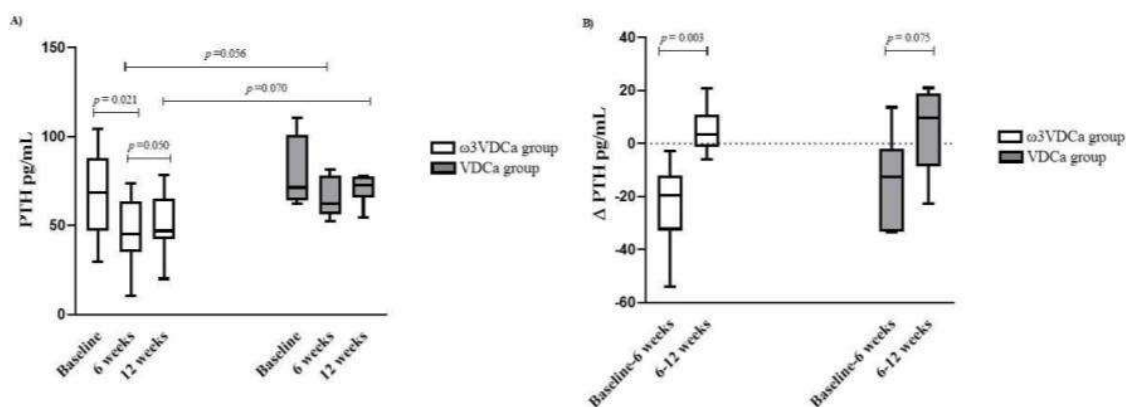 A)
150
100
50
0
PTH pg/mL
p =0.056
p =0.070
p = 0.021
p =0.050
Baseline
6 weeks
12 weeks
Baseline
6 weeks
12 weeks
ω3VDCa group
VDCa group
B)
40
20
0
-20
-40
-60
Δ PTH pg/mL
p = 0.003
p = 0.075
Baseline-6 weeks
6-12 weeks
Baseline-6 weeks
6-12 weeks
ω3VDCa group
VDCa group